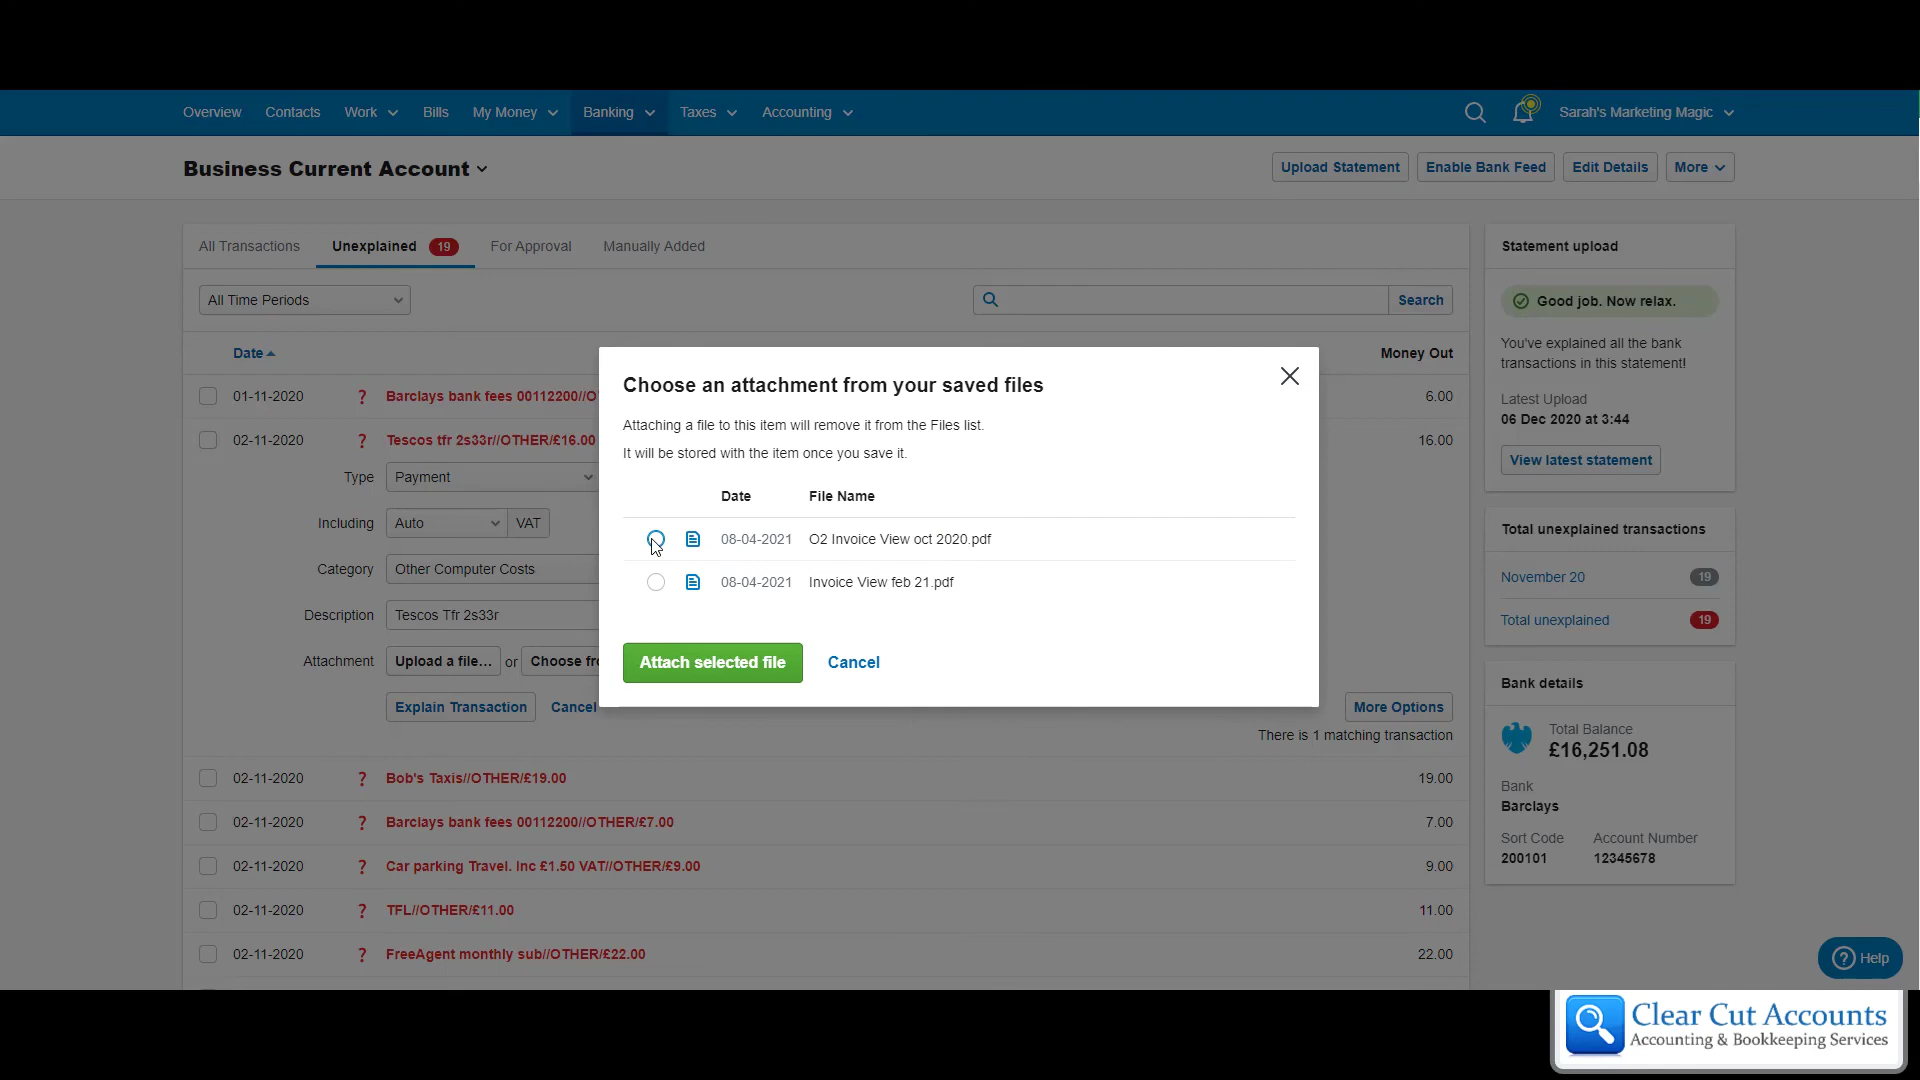 Overview Contacts Work Bills My Money Banking Taxes Accounting Sarah's Marketing Magic
Business Current Account Upload Statement Enable Bank Feed Edit Details More
All Transactions Unexplained 19 For Approval Manually Added
All Time Periods Search
Date Money Out
01-11-2020 ? Barclays bank fees 00112200//O 6.00
02-11-2020 ? Tescos tfr 2s33r//OTHER/£16.00 16.00
Type Payment
Including Auto VAT
Category Other Computer Costs
Description Tescos Tfr 2s33r
Attachment Upload a file... or Choose fro
Explain Transaction Cancel More Options
There is 1 matching transaction
02-11-2020 ? Bob's Taxis//OTHER/£19.00 19.00
02-11-2020 ? Barclays bank fees 00112200//OTHER/£7.00 7.00
02-11-2020 ? Car parking Travel. Inc £1.50 VAT//OTHER/£9.00 9.00
02-11-2020 ? TFL//OTHER/£11.00 11.00
02-11-2020 ? FreeAgent monthly sub//OTHER/£22.00 22.00
Choose an attachment from your saved files
Attaching a file to this item will remove it from the Files list.
It will be stored with the item once you save it.
Date File Name
08-04-2021 O2 Invoice View oct 2020.pdf
08-04-2021 Invoice View feb 21.pdf
Attach selected file Cancel
Statement upload
Good job. Now relax.
You've explained all the bank
transactions in this statement!
Latest Upload
06 Dec 2020 at 3:44
View latest statement
Total unexplained transactions
November 20 19
Total unexplained 19
Bank details
Total Balance
£16,251.08
Bank
Barclays
Sort Code Account Number
200101 12345678
? Help
Clear Cut Accounts
Accounting & Bookkeeping Services